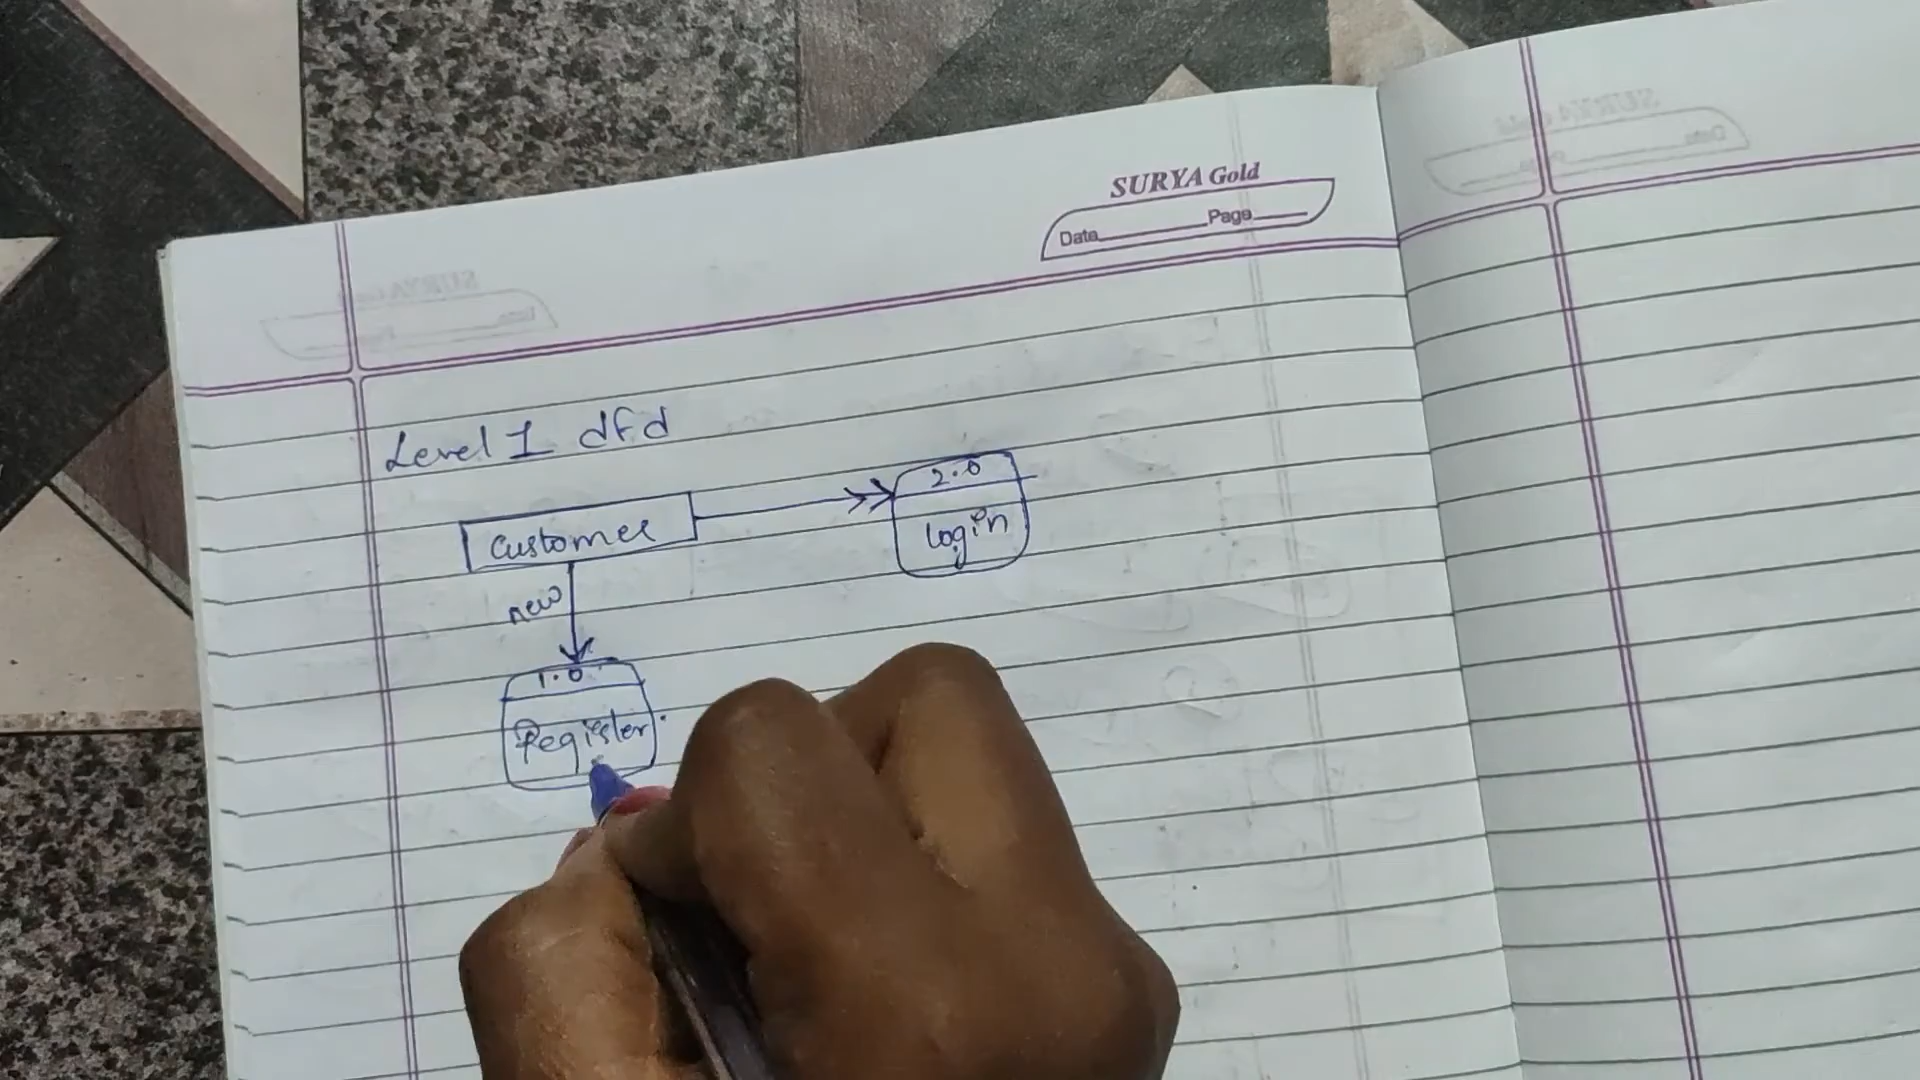 SURYA Gold
Date Page
Level 1 dfd
2.0
Customer
login
new
1.0
Register